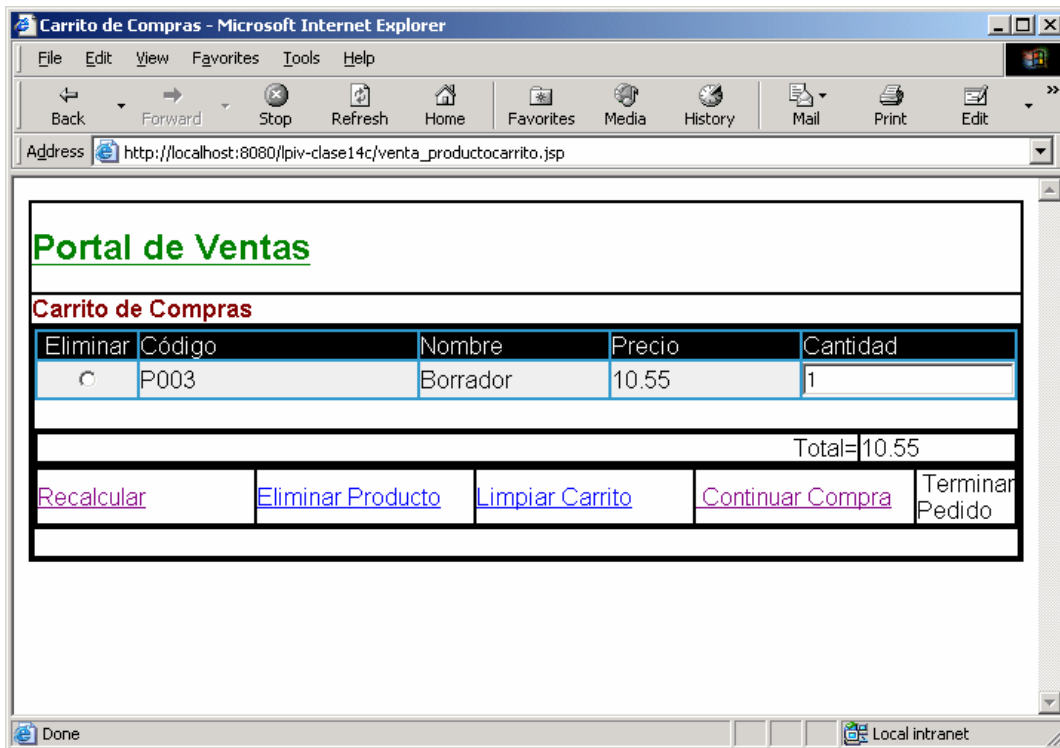 Carrito de Compras - Microsoft Internet Explorer
File Edit View Favorites Tools Help
Back Forward Stop Refresh Home Favorites Media History Mail Print Edit »
Address http://localhost:8080/lpiv-clase14c/venta_productocarrito.jsp
Portal de Ventas
Carrito de Compras
Eliminar Código Nombre Precio Cantidad
P003 Borrador 10.55 1
Total= 10.55
Recalcular Eliminar Producto Limpiar Carrito Continuar Compra Terminar
Pedido
Done Local intranet